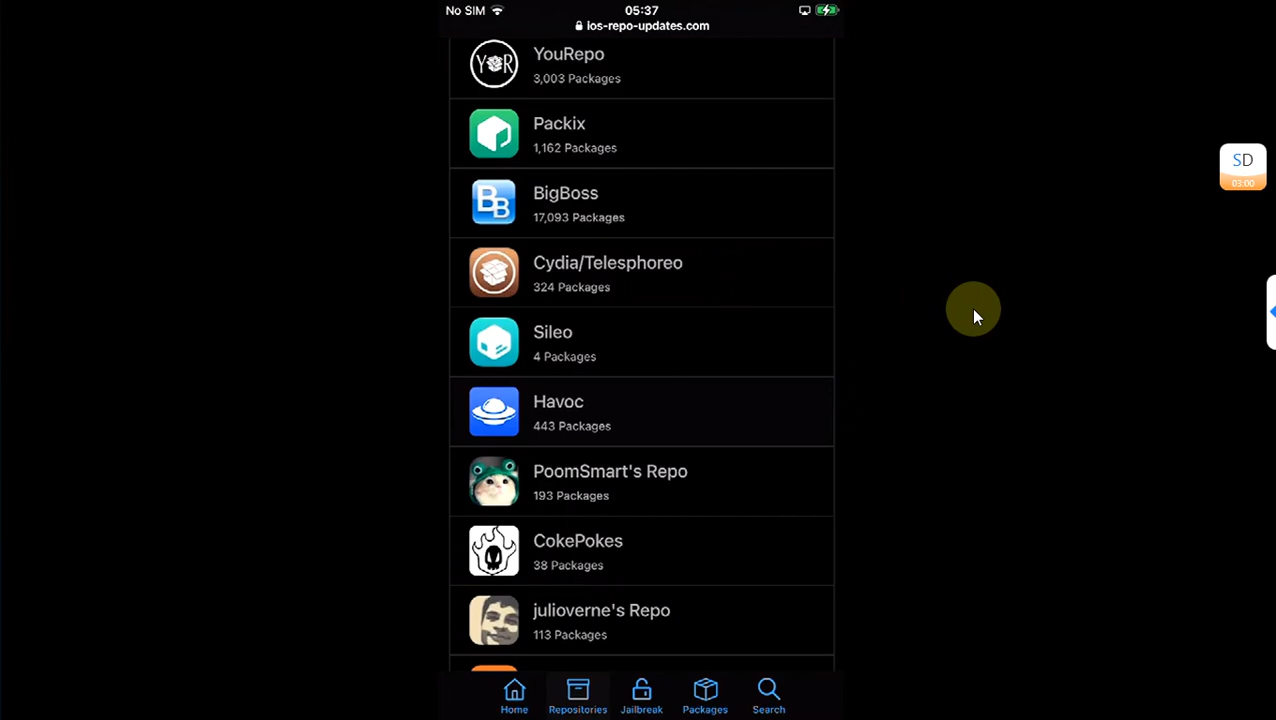 No SIM
05:37
ios-repo-updates.com
YouRepo
3,003 Packages
Packix
1,162 Packages
BigBoss
17,093 Packages
Cydia/Telesphoreo
324 Packages
Sileo
4 Packages
Havoc
443 Packages
PoomSmart's Repo
193 Packages
CokePokes
38 Packages
julioverne's Repo
113 Packages
Home
Repositories
Jailbreak
Packages
Search
SD
03:00
YR
BB